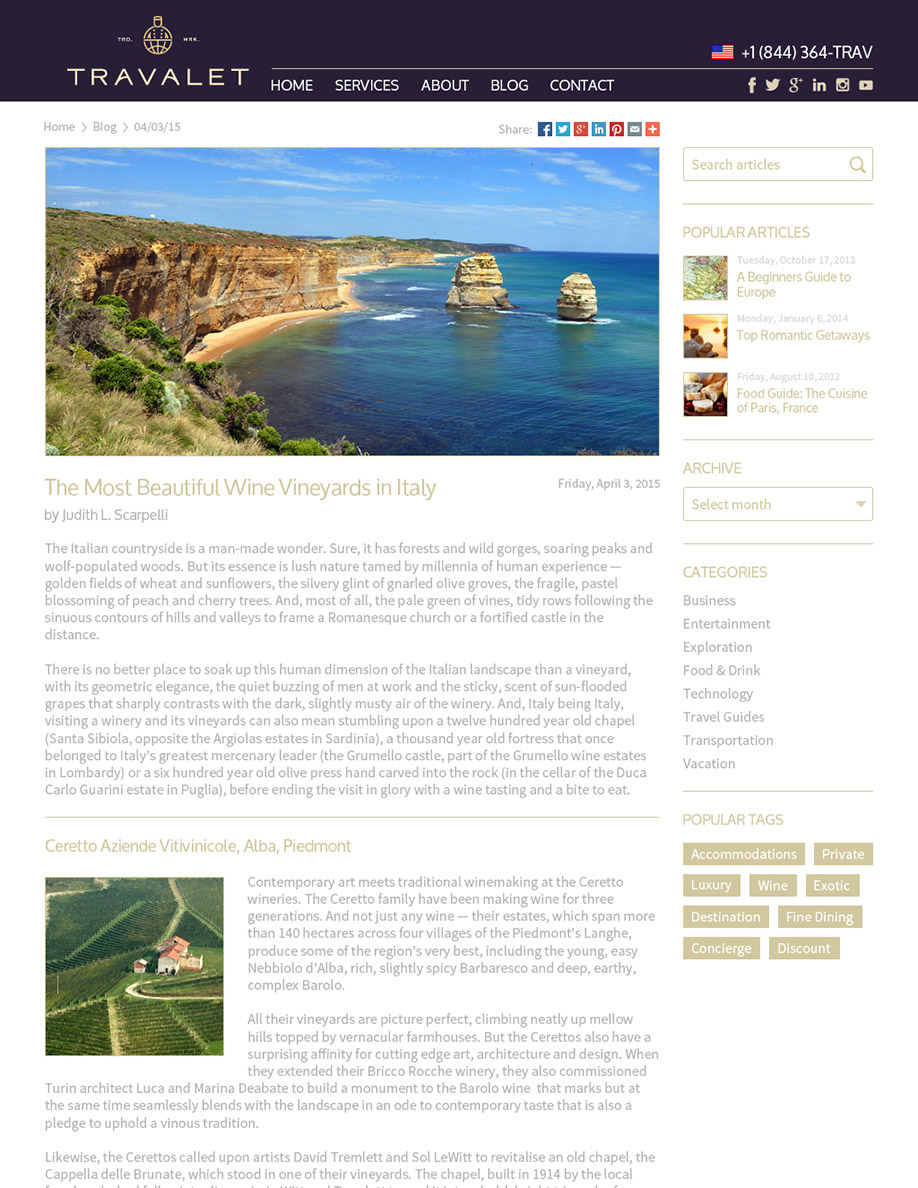 TRD. MRK.
TRAVALET
+1 (844) 364-TRAV
HOME SERVICES ABOUT BLOG CONTACT
Home > Blog > 04/03/15
Share:
Search articles
POPULAR ARTICLES
Tuesday, October 17, 2013
A Beginners Guide to
Europe
Monday, January 6, 2014
Top Romantic Getaways
Friday, August 10, 2012
Food Guide: The Cuisine
of Paris, France
ARCHIVE
Select month
CATEGORIES
Business
Entertainment
Exploration
Food & Drink
Technology
Travel Guides
Transportation
Vacation
POPULAR TAGS
Accommodations Private
Luxury Wine Exotic
Destination Fine Dining
Concierge Discount
The Most Beautiful Wine Vineyards in Italy
Friday, April 3, 2015
by Judith L. Scarpelli
The Italian countryside is a man-made wonder. Sure, it has forests and wild gorges, soaring peaks and
wolf-populated woods. But its essence is lush nature tamed by millennia of human experience —
golden fields of wheat and sunflowers, the silvery glint of gnarled olive groves, the fragile, pastel
blossoming of peach and cherry trees. And, most of all, the pale green of vines, tidy rows following the
sinuous contours of hills and valleys to frame a Romanesque church or a fortified castle in the
distance.
There is no better place to soak up this human dimension of the Italian landscape than a vineyard,
with its geometric elegance, the quiet buzzing of men at work and the sticky, scent of sun-flooded
grapes that sharply contrasts with the dark, slightly musty air of the winery. And, Italy being Italy,
visiting a winery and its vineyards can also mean stumbling upon a twelve hundred year old chapel
(Santa Sibiola, opposite the Argiolas estates in Sardinia), a thousand year old fortress that once
belonged to Italy's greatest mercenary leader (the Grumello castle, part of the Grumello wine estates
in Lombardy) or a six hundred year old olive press hand carved into the rock (in the cellar of the Duca
Carlo Guarini estate in Puglia), before ending the visit in glory with a wine tasting and a bite to eat.
Ceretto Aziende Vitivinicole, Alba, Piedmont
Contemporary art meets traditional winemaking at the Ceretto
wineries. The Ceretto family have been making wine for three
generations. And not just any wine — their estates, which span more
than 140 hectares across four villages of the Piedmont's Langhe,
produce some of the region's very best, including the young, easy
Nebbiolo d'Alba, rich, slightly spicy Barbaresco and deep, earthy,
complex Barolo.
All their vineyards are picture perfect, climbing neatly up mellow
hills topped by vernacular farmhouses. But the Cerettos also have a
surprising affinity for cutting edge art, architecture and design. When
they extended their Bricco Rocche winery, they also commissioned
Turin architect Luca and Marina Deabate to build a monument to the Barolo wine that marks but at
the same time seamlessly blends with the landscape in an ode to contemporary taste that is also a
pledge to uphold a vinous tradition.
Likewise, the Cerettos called upon artists David Tremlett and Sol LeWitt to revitalise an old chapel, the
Cappella delle Brunate, which stood in one of their vineyards. The chapel, built in 1914 by the local